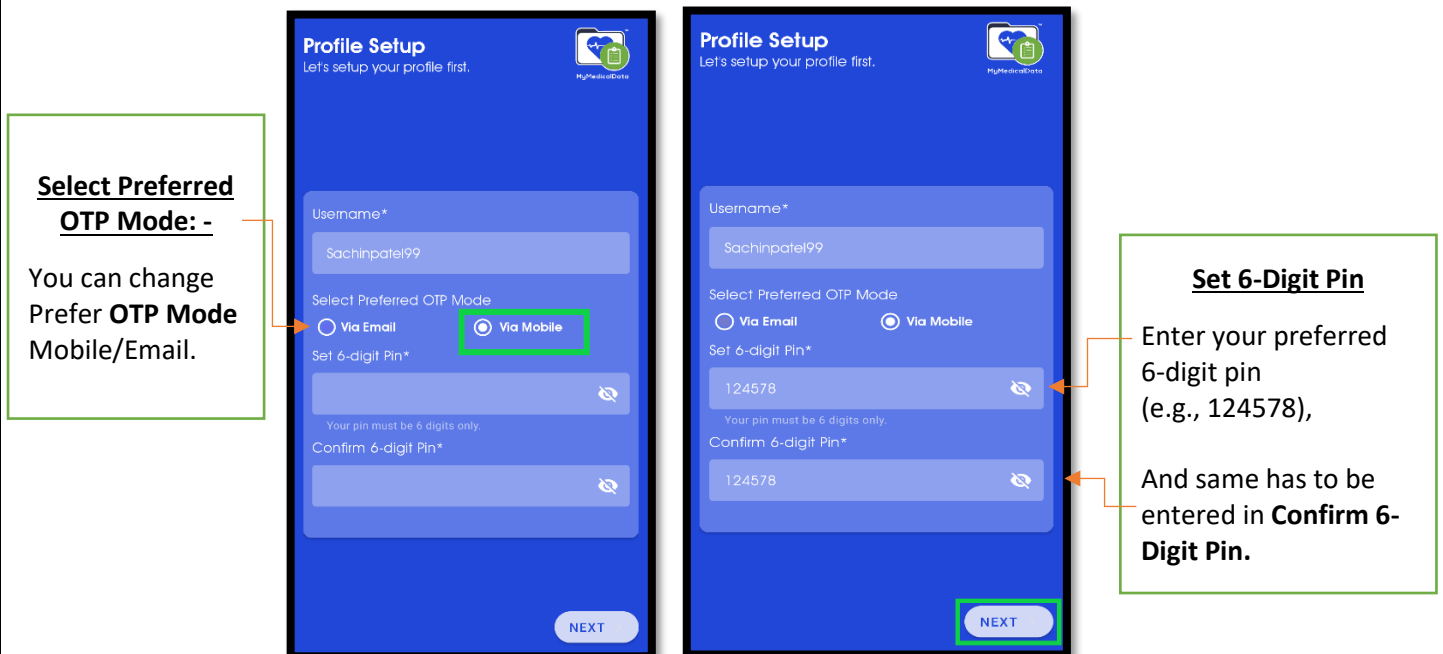 Select Preferred
OTP Mode: -
You can change
Prefer OTP Mode
Mobile/Email.
Profile Setup
Let's setup your profile first.
MyMedicalData
Username*
Sachinpatel99
Select Preferred OTP Mode
Via Email
Via Mobile
Set 6-digit Pin*
Your pin must be 6 digits only.
Confirm 6-digit Pin*
NEXT
Profile Setup
Let's setup your profile first.
MyMedicalData
Username*
Sachinpatel99
Select Preferred OTP Mode
Via Email
Via Mobile
Set 6-digit Pin*
124578
Your pin must be 6 digits only.
Confirm 6-digit Pin*
124578
NEXT
Set 6-Digit Pin
Enter your preferred
6-digit pin
(e.g., 124578),
And same has to be
entered in Confirm 6-
Digit Pin.